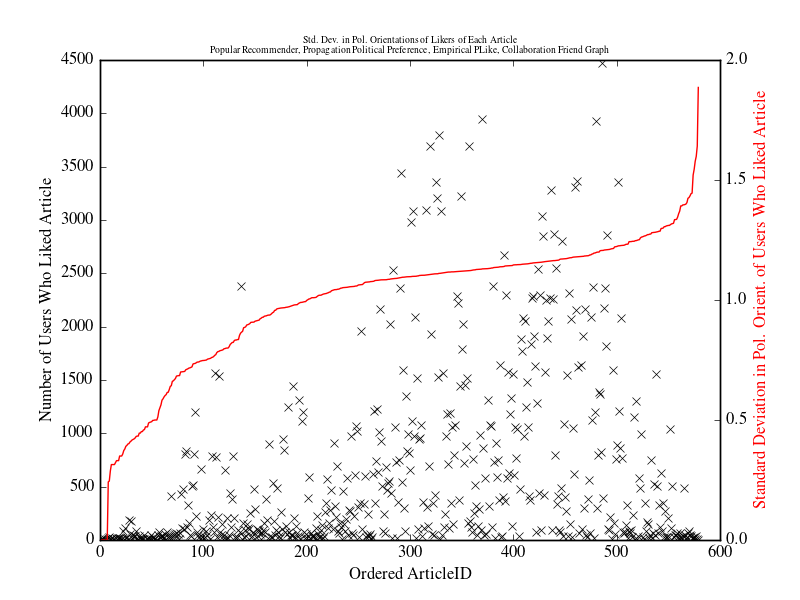 Std. Dev. in Pol. Orientations of Likers of Each Article
Popular Recommender, Propagation Political Preference, Empirical PLike, Collaboration Friend Graph
4500
4000
3500
3000
2500
2000
1500
1000
500
0
Number of Users Who Liked Article
2.0
1.5
1.0
0.5
0.0
Standard Deviation in Pol. Orient. of Users Who Liked Article
0 100 200 300 400 500 600
Ordered ArticleID